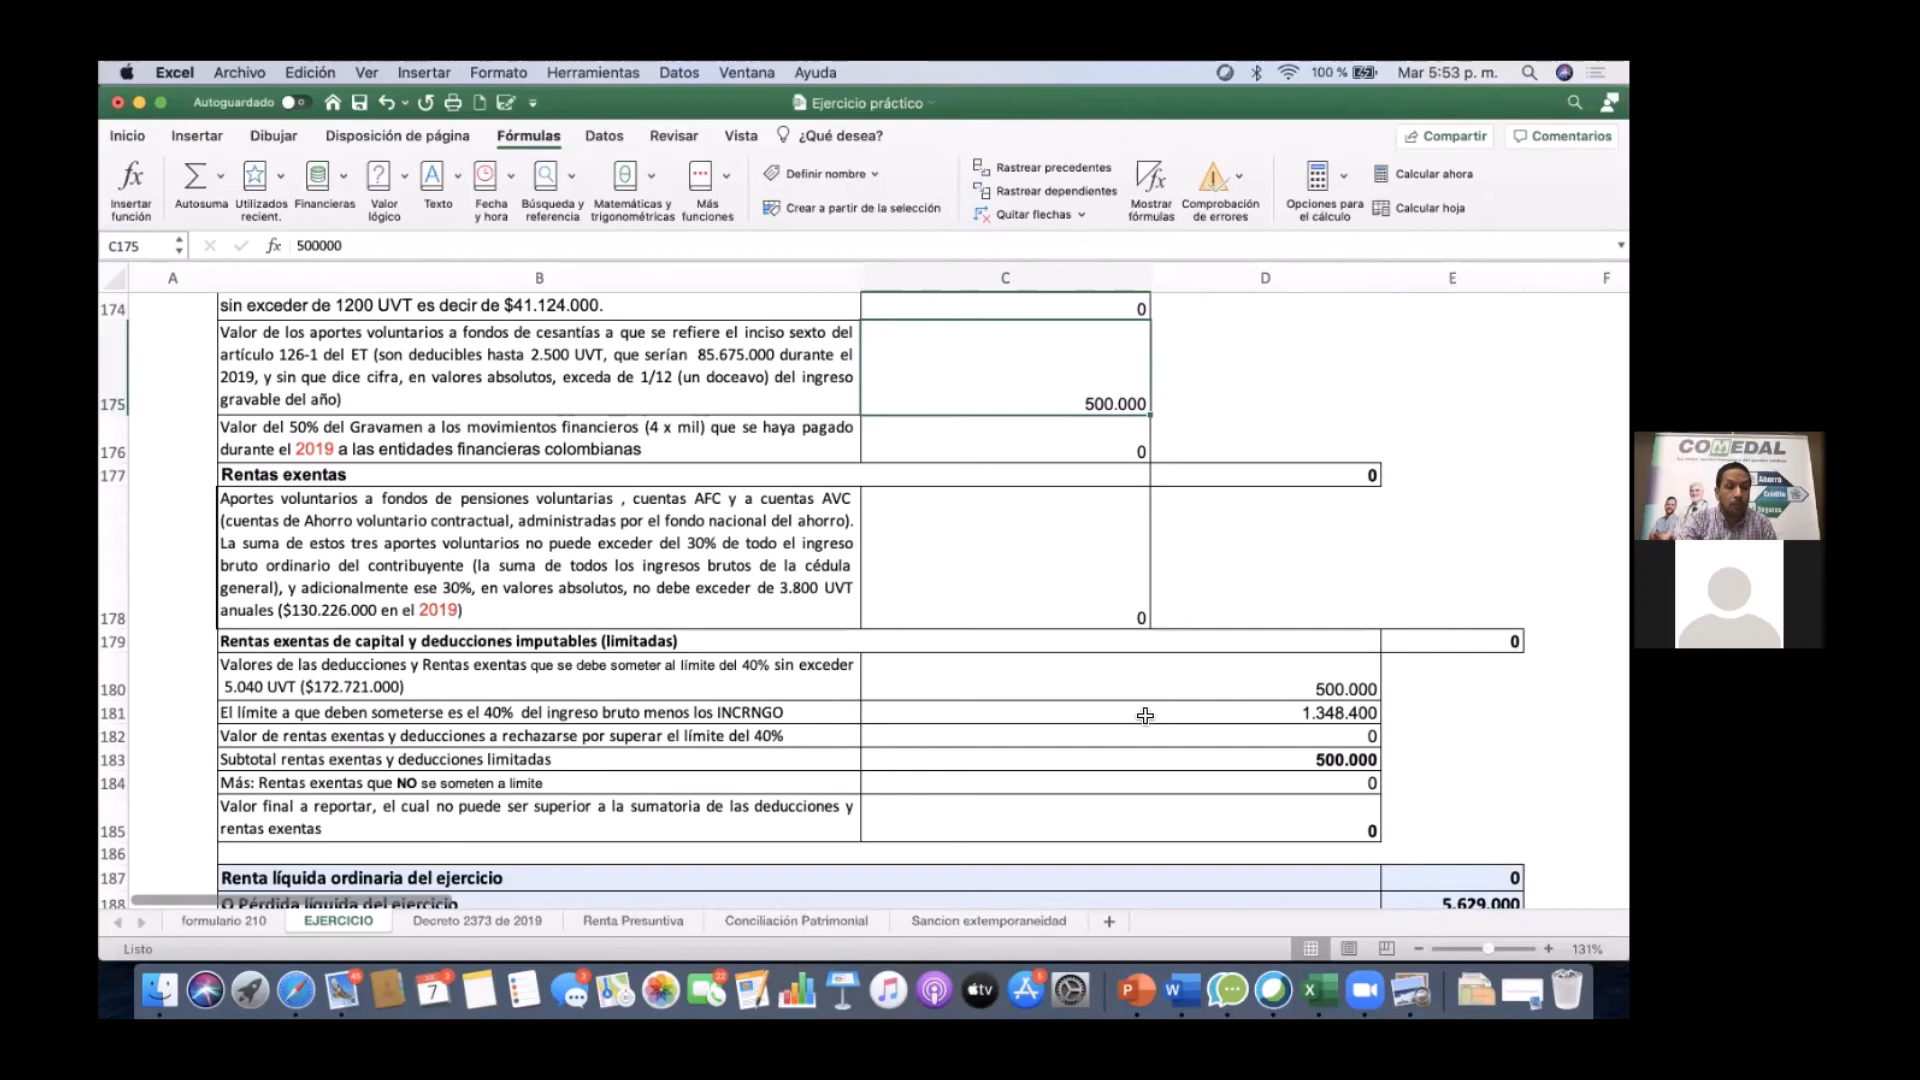 Excel Archivo Edición Ver Insertar Formato Herramientas Datos Ventana Ayuda 100 % Mar 5:53 p. m.
Autoguardado Ejercicio práctico
Inicio Insertar Dibujar Disposición de página Fórmulas Datos Revisar Vista ¿Qué desea? Compartir Comentarios
Insertar función
Autosuma
Utilizados recient.
Financieras
Valor lógico
Texto
Fecha y hora
Búsqueda y referencia
Matemáticas y trigonométricas
Más funciones
Definir nombre
Crear a partir de la selección
Rastrear precedentes
Rastrear dependientes
Quitar flechas
Mostrar fórmulas
Comprobación de errores
Opciones para el cálculo
Calcular ahora
Calcular hoja
C175 fx 500000
A B C D E F
174 sin exceder de 1200 UVT es decir de $41.124.000. 0
Valor de los aportes voluntarios a fondos de cesantías a que se refiere el inciso sexto del
artículo 126-1 del ET (son deducibles hasta 2.500 UVT, que serían 85.675.000 durante el
2019, y sin que dice cifra, en valores absolutos, exceda de 1/12 (un doceavo) del ingreso
175 gravable del año) 500.000
Valor del 50% del Gravamen a los movimientos financieros (4 x mil) que se haya pagado
176 durante el 2019 a las entidades financieras colombianas 0
177 Rentas exentas 0
Aportes voluntarios a fondos de pensiones voluntarias , cuentas AFC y a cuentas AVC
(cuentas de Ahorro voluntario contractual, administradas por el fondo nacional del ahorro).
La suma de estos tres aportes voluntarios no puede exceder del 30% de todo el ingreso
bruto ordinario del contribuyente (la suma de todos los ingresos brutos de la cédula
general), y adicionalmente ese 30%, en valores absolutos, no debe exceder de 3.800 UVT
178 anuales ($130.226.000 en el 2019) 0
179 Rentas exentas de capital y deducciones imputables (limitadas) 0
Valores de las deducciones y Rentas exentas que se debe someter al límite del 40% sin exceder
180 5.040 UVT ($172.721.000) 500.000
181 El límite a que deben someterse es el 40% del ingreso bruto menos los INCRNGO 1.348.400
182 Valor de rentas exentas y deducciones a rechazarse por superar el límite del 40% 0
183 Subtotal rentas exentas y deducciones limitadas 500.000
184 Más: Rentas exentas que NO se someten a limite 0
Valor final a reportar, el cual no puede ser superior a la sumatoria de las deducciones y
185 rentas exentas 0
186
187 Renta líquida ordinaria del ejercicio 0
188 O Pérdida líquida del ejercicio 5.629.000
formulario 210 EJERCICIO Decreto 2373 de 2019 Renta Presuntiva Conciliación Patrimonial Sancion extemporaneidad +
Listo 131%
COMEDAL
Ahorro
Crédito
Seguros